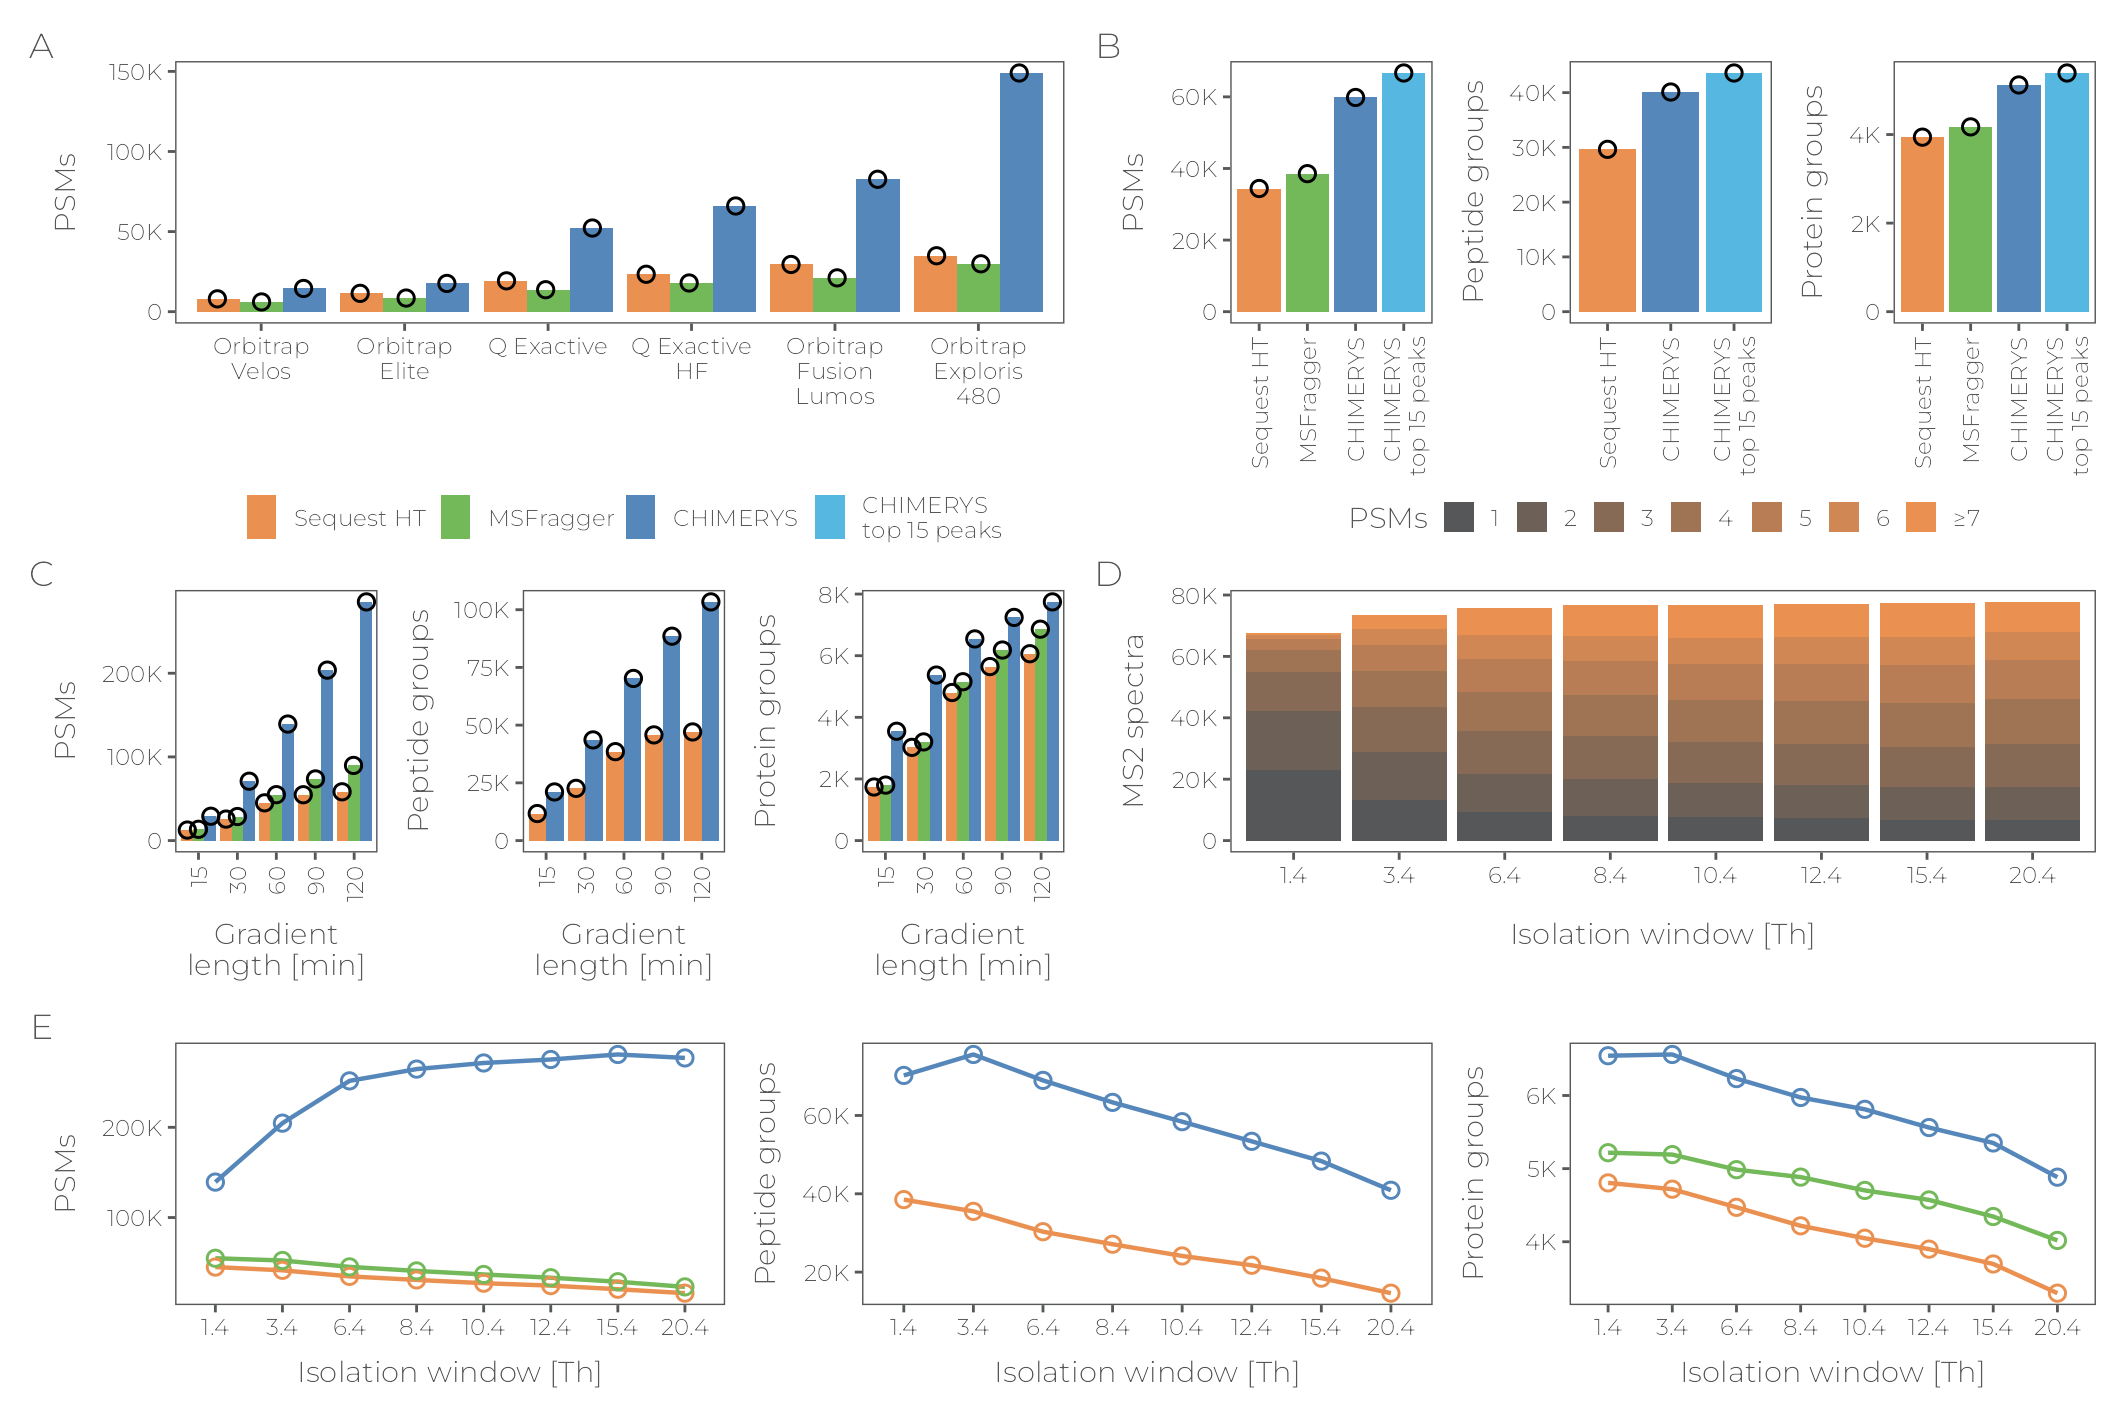 A
PSMs
150K
100K
50K
0
Orbitrap
Velos
Orbitrap
Elite
Q Exactive
Q Exactive
HF
Orbitrap
Fusion
Lumos
Orbitrap
Exploris
480
B
PSMs
60K
40K
20K
0
Sequest HT
MSFragger
CHIMERYS
CHIMERYS
top 15 peaks
Peptide groups
40K
30K
20K
10K
0
Sequest HT
CHIMERYS
CHIMERYS
top 15 peaks
Protein groups
4K
2K
0
Sequest HT
MSFragger
CHIMERYS
CHIMERYS
top 15 peaks
Sequest HT
MSFragger
CHIMERYS
CHIMERYS
top 15 peaks
PSMs 1 2 3 4 5 6 ≥7
C
PSMs
200K
100K
0
15 30 60 90 120
Gradient
length [min]
Peptide groups
100K
75K
50K
25K
0
15 30 60 90 120
Gradient
length [min]
Protein groups
8K
6K
4K
2K
0
15 30 60 90 120
Gradient
length [min]
D
MS2 spectra
80K
60K
40K
20K
0
1.4 3.4 6.4 8.4 10.4 12.4 15.4 20.4
Isolation window [Th]
E
PSMs
200K
100K
1.4 3.4 6.4 8.4 10.4 12.4 15.4 20.4
Isolation window [Th]
Peptide groups
60K
40K
20K
1.4 3.4 6.4 8.4 10.4 12.4 15.4 20.4
Isolation window [Th]
Protein groups
6K
5K
4K
1.4 3.4 6.4 8.4 10.4 12.4 15.4 20.4
Isolation window [Th]